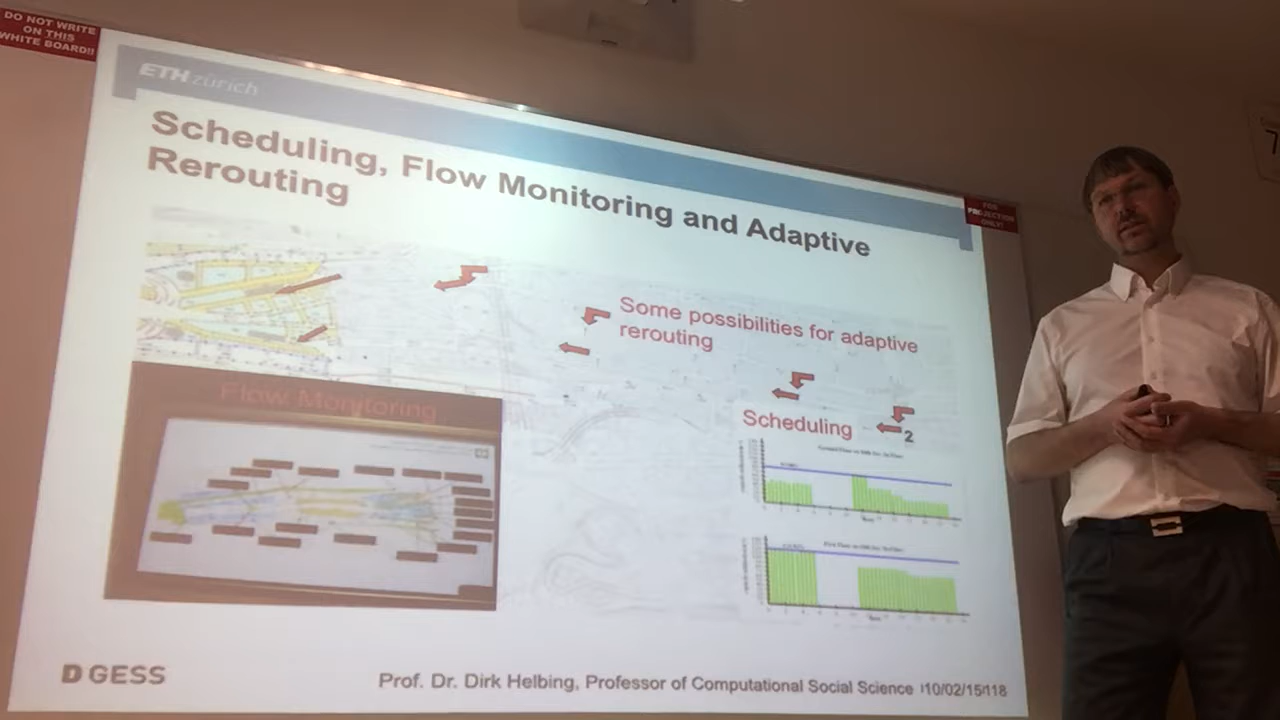 DO NOT WRITE
ON THIS
WHITE BOARD!!
ETH zürich
Scheduling, Flow Monitoring and Adaptive
Rerouting
FOR
PROJECTION
ONLY!
Some possibilities for adaptive
rerouting
Flow Monitoring
Scheduling
2
D GESS
Prof. Dr. Dirk Helbing, Professor of Computational Social Science
10/02/15
118